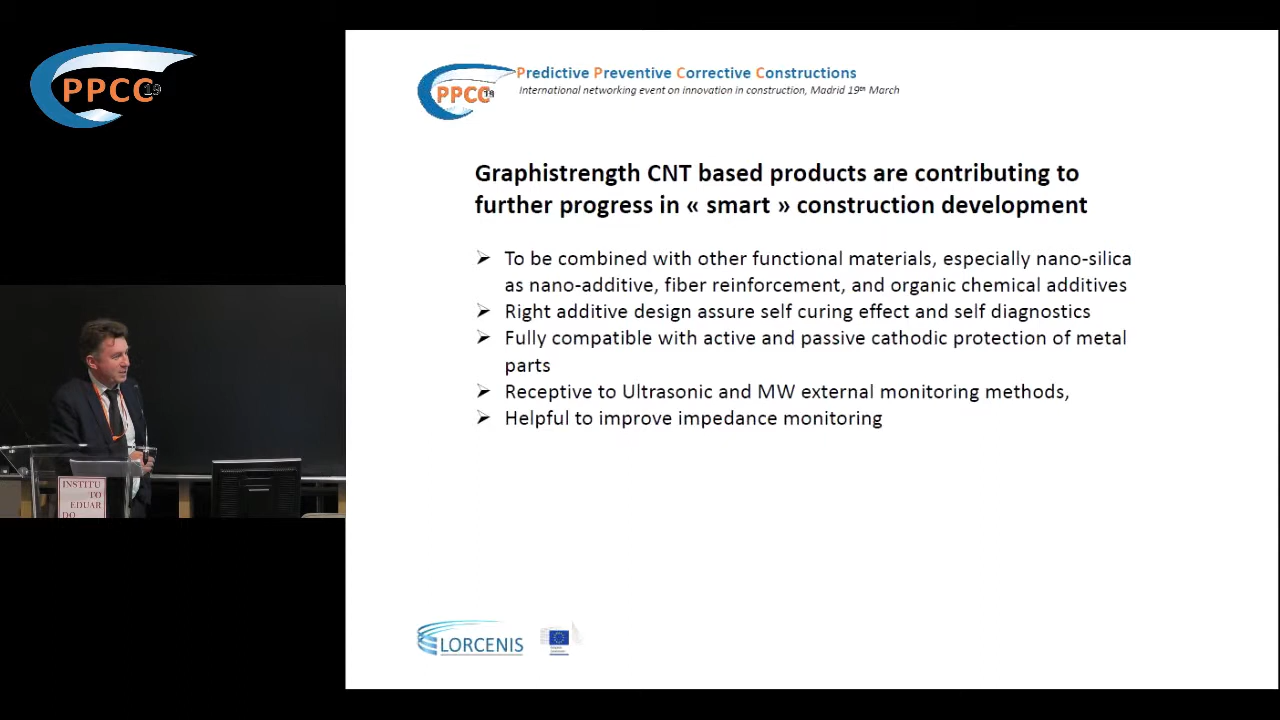 PPCC 19
PPCC 19
Predictive Preventive Corrective Constructions
International networking event on innovation in construction, Madrid 19th March
Graphistrength CNT based products are contributing to
further progress in « smart » construction development
To be combined with other functional materials, especially nano-silica
as nano-additive, fiber reinforcement, and organic chemical additives
Right additive design assure self curing effect and self diagnostics
Fully compatible with active and passive cathodic protection of metal
parts
Receptive to Ultrasonic and MW external monitoring methods,
Helpful to improve impedance monitoring
INSTITU
TO
EDUAR
DO
LORCENIS